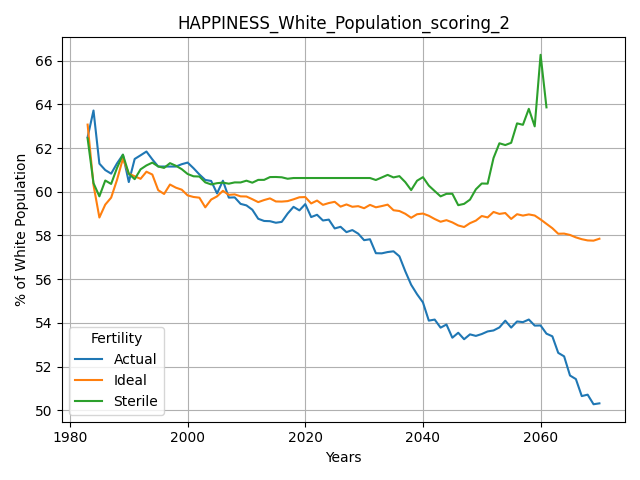 HAPPINESS_White_Population_scoring_2
% of White Population
66
64
62
60
58
56
54
52
50
Fertility
Actual
Ideal
Sterile
1980
2000
2020
2040
2060
Years